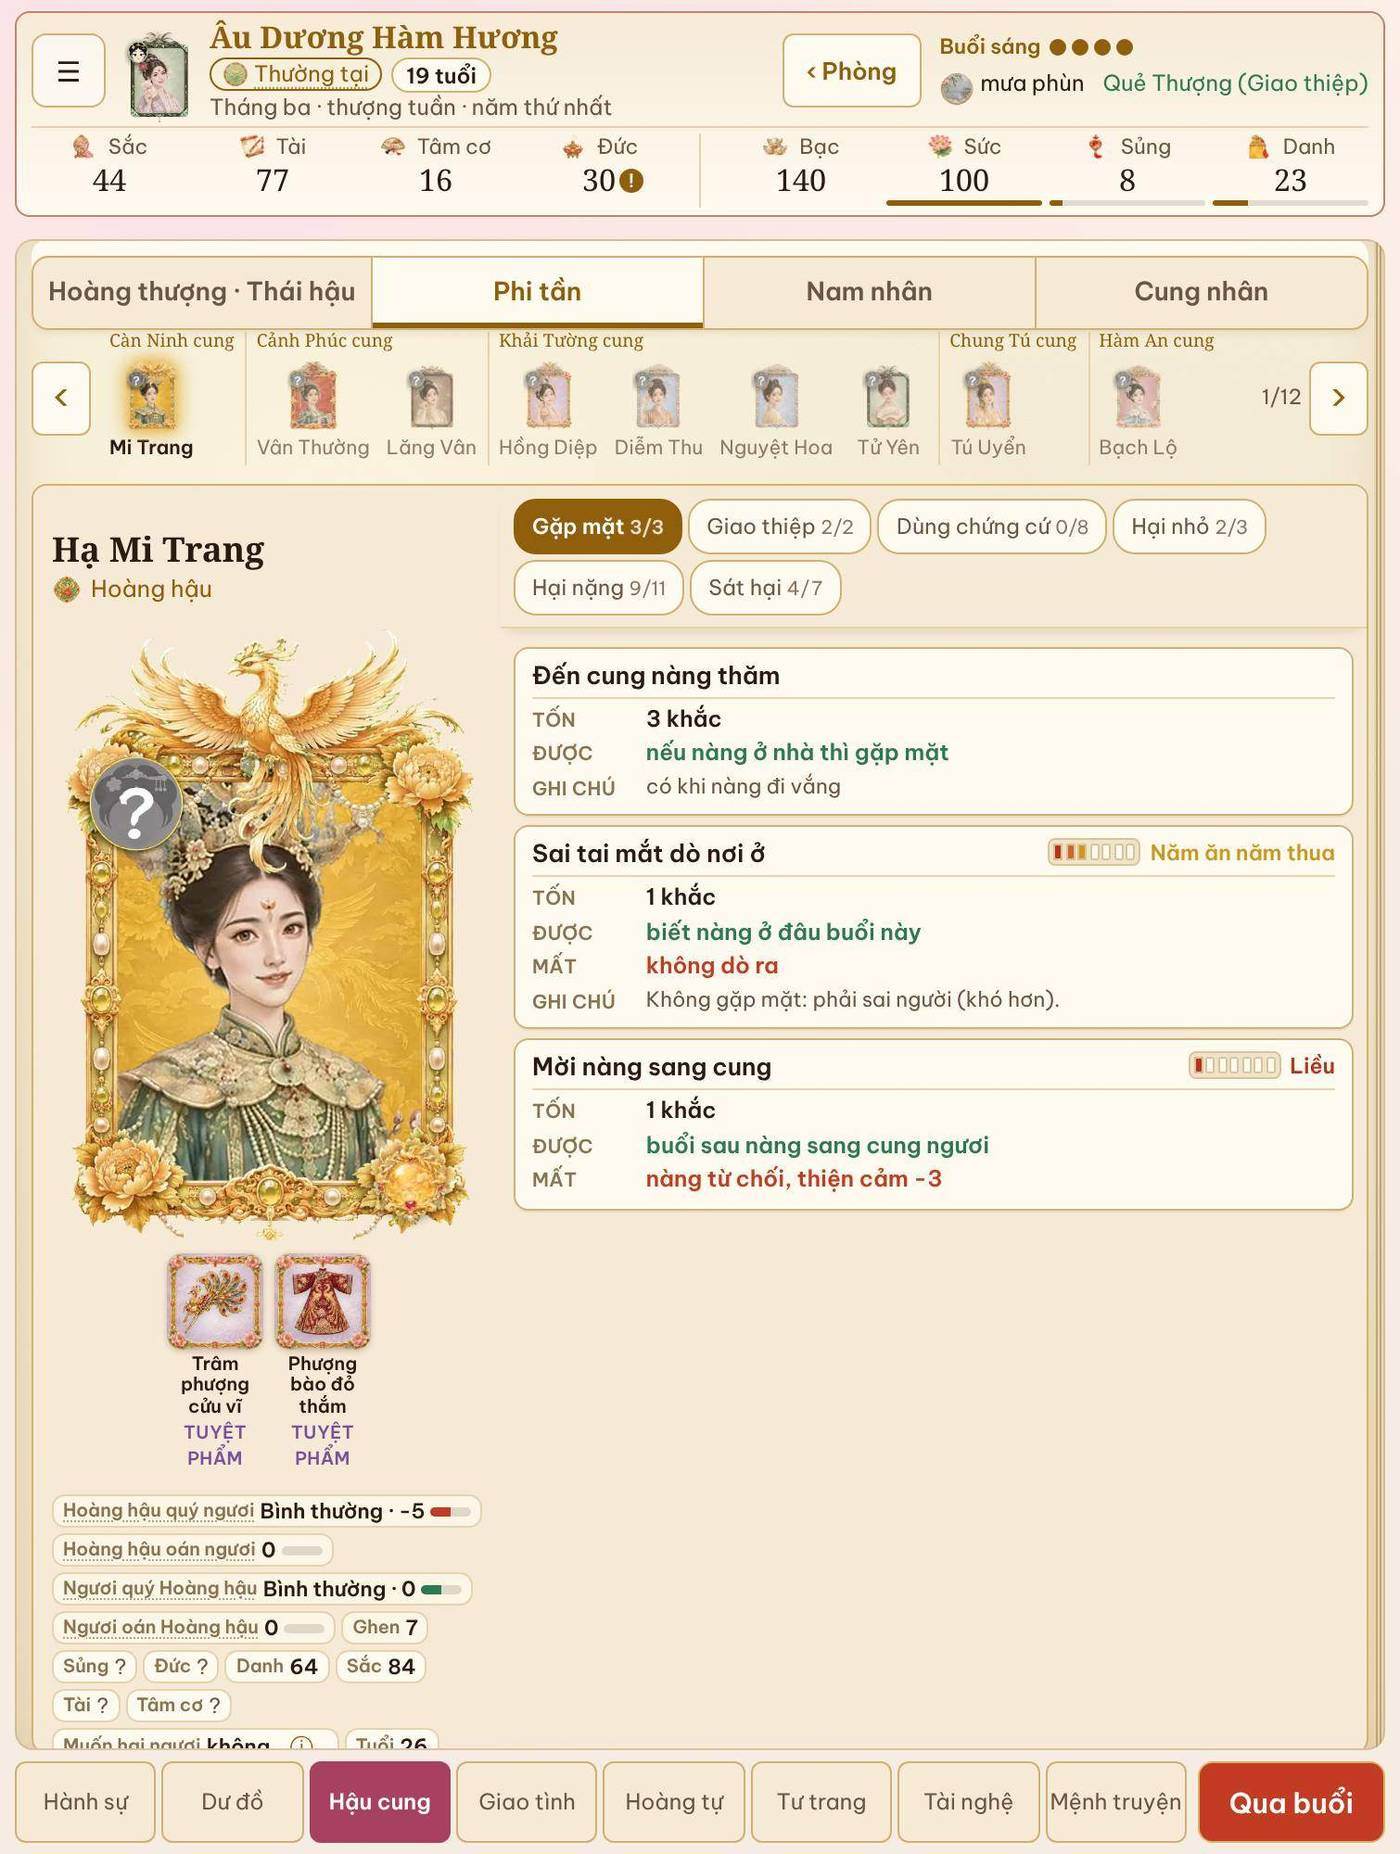 ☰
Âu Dương Hàm Hương
Thường tại 19 tuổi
Tháng ba · thượng tuần · năm thứ nhất
‹ Phòng
Buổi sáng
mưa phùn Quẻ Thượng (Giao thiệp)
Sắc Tài Tâm cơ Đức Bạc Sức Sủng Danh
44 77 16 30 ! 140 100 8 23
Hoàng thượng · Thái hậu Phi tần Nam nhân Cung nhân
Càn Ninh cung Cảnh Phúc cung Khải Tường cung Chung Tú cung Hàm An cung
‹ ? ? ? ? ? ? ? ? ? 1/12 ›
Mi Trang Vân Thường Lăng Vân Hồng Diệp Diễm Thu Nguyệt Hoa Tử Yên Tú Uyển Bạch Lộ
Hạ Mi Trang
Hoàng hậu
?
Trâm phượng cửu vĩ
TUYỆT PHẨM
Phượng bào đỏ thắm
TUYỆT PHẨM
Hoàng hậu quý ngươi Bình thường · -5
Hoàng hậu oán ngươi 0
Ngươi quý Hoàng hậu Bình thường · 0
Ngươi oán Hoàng hậu 0 Ghen 7
Sủng ? Đức ? Danh 64 Sắc 84
Tài ? Tâm cơ ?
Muốn hại ngươi không Tuổi 26
Gặp mặt 3/3 Giao thiệp 2/2 Dùng chứng cứ 0/8 Hại nhỏ 2/3
Hại nặng 9/11 Sát hại 4/7
Đến cung nàng thăm
TỐN 3 khắc
ĐƯỢC nếu nàng ở nhà thì gặp mặt
GHI CHÚ có khi nàng đi vắng
Sai tai mắt dò nơi ở Năm ăn năm thua
TỐN 1 khắc
ĐƯỢC biết nàng ở đâu buổi này
MẤT không dò ra
GHI CHÚ Không gặp mặt: phải sai người (khó hơn).
Mời nàng sang cung Liều
TỐN 1 khắc
ĐƯỢC buổi sau nàng sang cung ngươi
MẤT nàng từ chối, thiện cảm -3
Hành sự Dư đồ Hậu cung Giao tình Hoàng tự Tư trang Tài nghệ Mệnh truyện Qua buổi